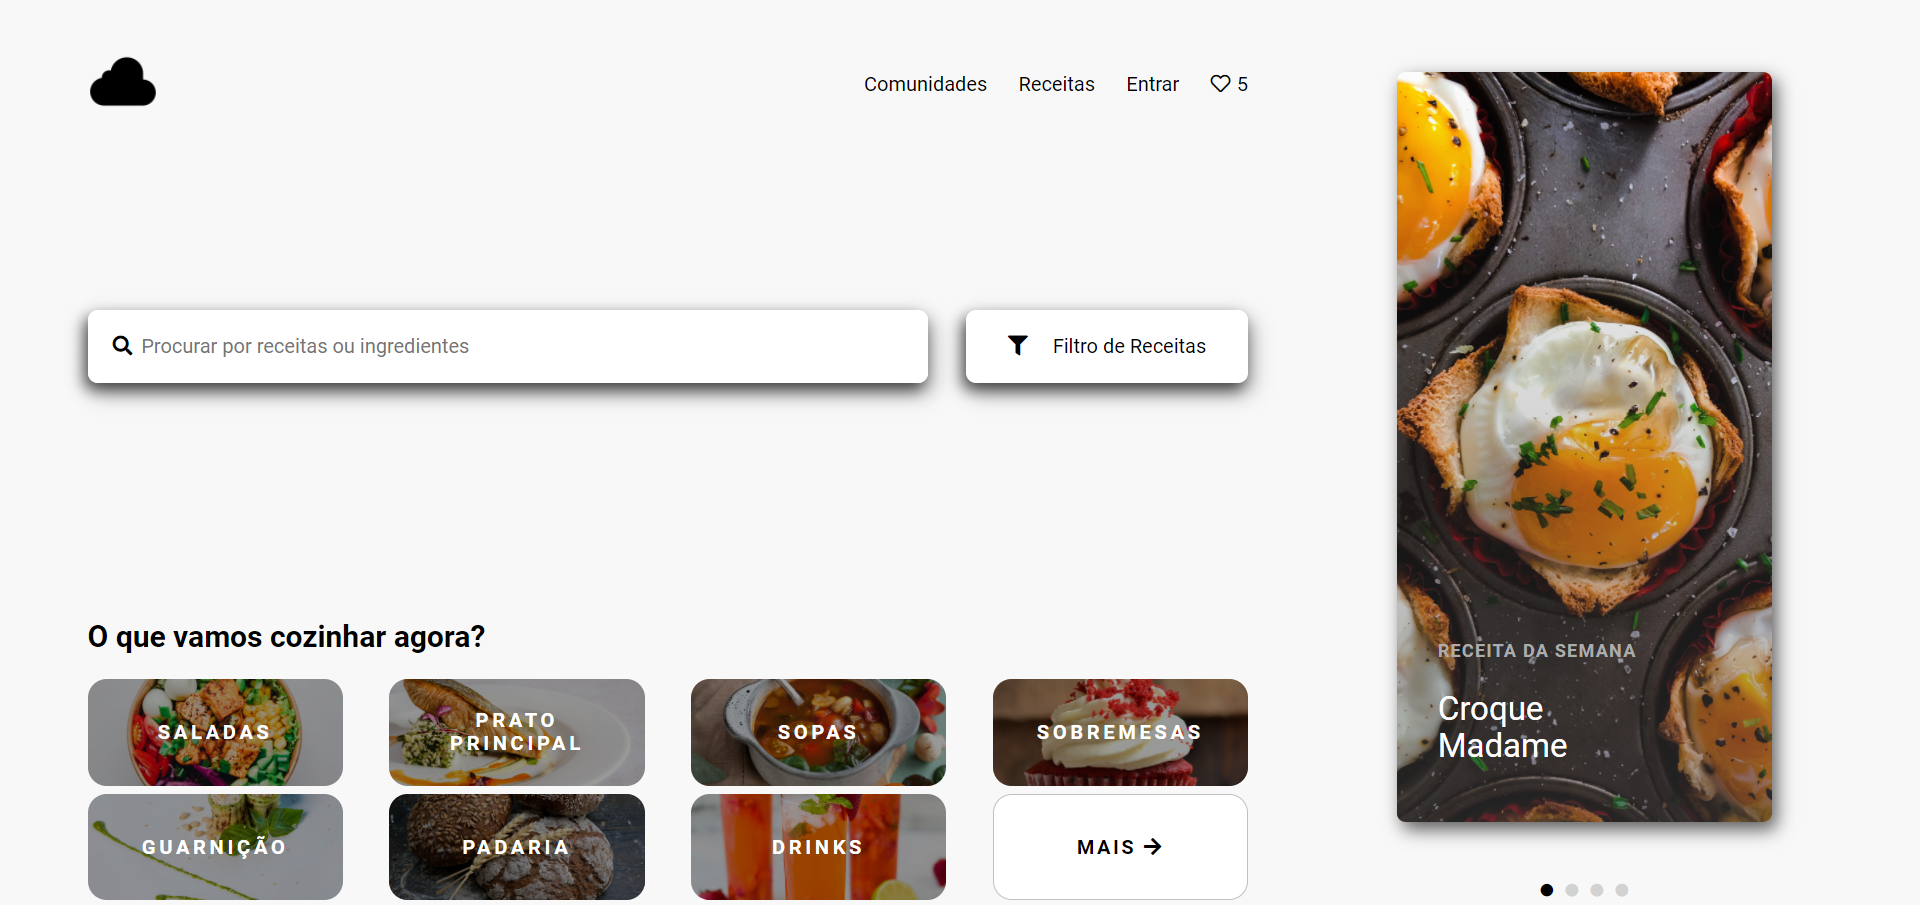 Comunidades
Receitas
Entrar
5
Procurar por receitas ou ingredientes
Filtro de Receitas
O que vamos cozinhar agora?
SALADAS
PRATO
PRINCIPAL
SOPAS
SOBREMESAS
GUARNIÇÃO
PADARIA
DRINKS
MAIS
RECEITA DA SEMANA
Croque
Madame